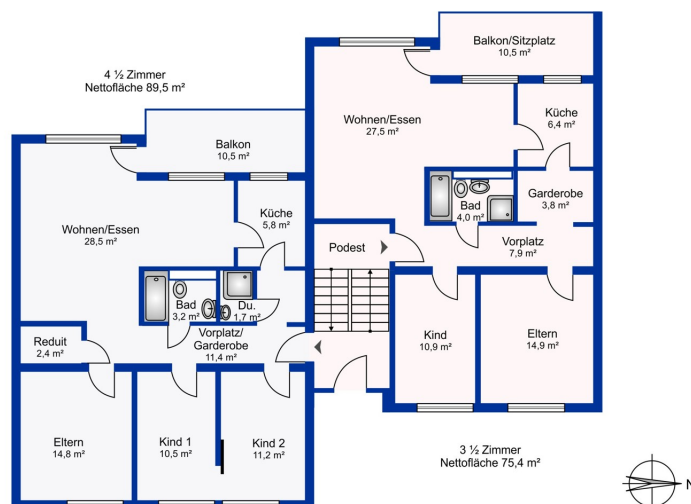 4 ½ Zimmer
Nettofläche 89,5 m²
Balkon/Sitzplatz
10,5 m²
Wohnen/Essen
27,5 m²
Küche
6,4 m²
Balkon
10,5 m²
Garderobe
3,8 m²
Bad
4,0 m²
Wohnen/Essen
28,5 m²
Küche
5,8 m²
Podest
Vorplatz
7,9 m²
Bad
3,2 m²
Du.
1,7 m²
Vorplatz/
Garderobe
11,4 m²
Reduit
2,4 m²
Kind
10,9 m²
Eltern
14,9 m²
Eltern
14,8 m²
Kind 1
10,5 m²
Kind 2
11,2 m²
3 ½ Zimmer
Nettofläche 75,4 m²
N